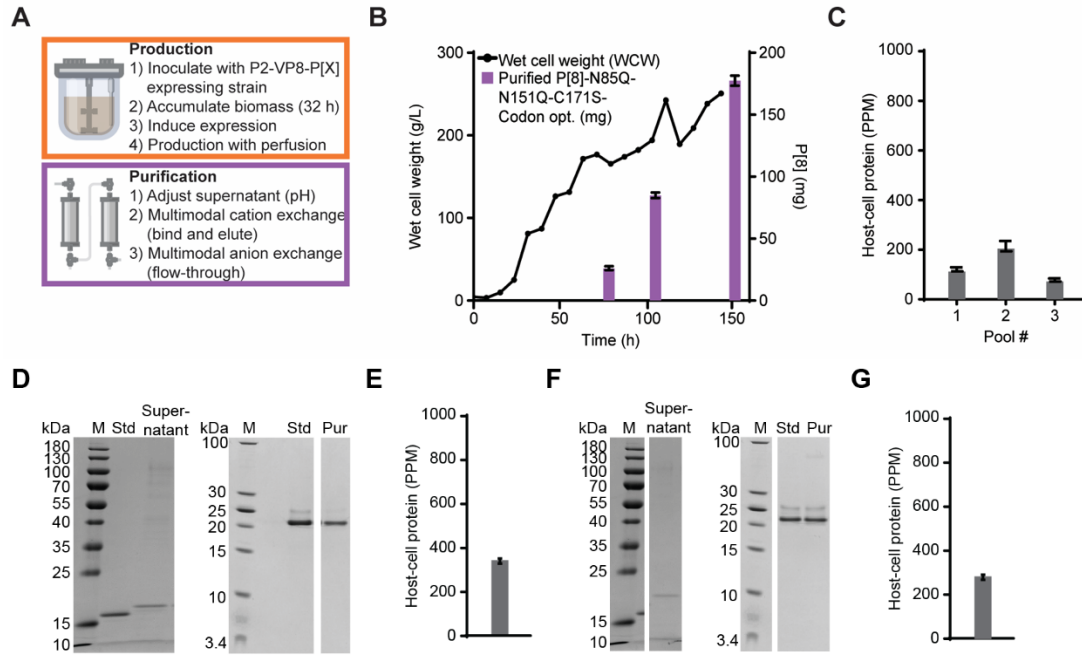 A
Production
1) Inoculate with P2-VP8-P[X]
expressing strain
2) Accumulate biomass (32 h)
3) Induce expression
4) Production with perfusion
Purification
1) Adjust supernatant (pH)
2) Multimodal cation exchange
(bind and elute)
3) Multimodal anion exchange
(flow-through)
B
Wet cell weight (g/L)
300
200
100
0
Wet cell weight (WCW)
Purified P[8]-N85Q-
N151Q-C171S-
Codon opt. (mg)
200
150
100
50
0
P[8] (mg)
0 50 100 150
Time (h)
C
Host-cell protein (PPM)
1000
800
600
400
200
0
1 2 3
Pool #
D
kDa M Std Super-
natant
180
130
100
70
55
40
35
25
15
10
kDa M Std Pur
100
30
25
20
15
10
3.4
E
Host-cell protein (PPM)
1000
800
600
400
200
0
F
kDa M Super-
natant
180
130
100
70
55
40
35
25
15
10
kDa M Std Pur
100
30
25
20
15
10
3.4
G
Host-cell protein (PPM)
1000
800
600
400
200
0